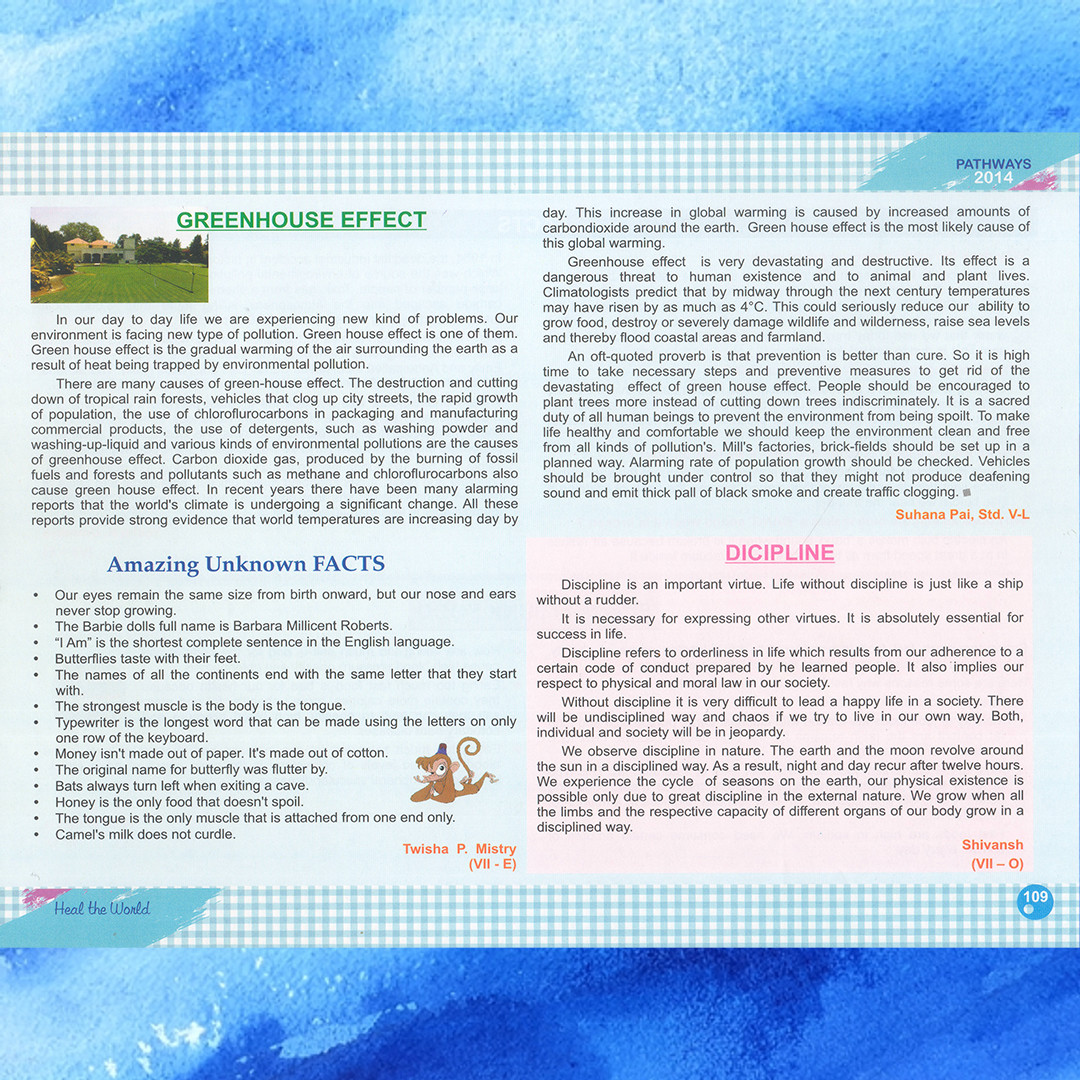 PATHWAYS
2014
GREENHOUSE EFFECT
In our day to day life we are experiencing new kind of problems. Our
environment is facing new type of pollution. Green house effect is one of them.
Green house effect is the gradual warming of the air surrounding the earth as a
result of heat being trapped by environmental pollution.
There are many causes of green-house effect. The destruction and cutting
down of tropical rain forests, vehicles that clog up city streets, the rapid growth
of population, the use of chloroflurocarbons in packaging and manufacturing
commercial products, the use of detergents, such as washing powder and
washing-up-liquid and various kinds of environmental pollutions are the causes
of greenhouse effect. Carbon dioxide gas, produced by the burning of fossil
fuels and forests and pollutants such as methane and chloroflurocarbons also
cause green house effect. In recent years there have been many alarming
reports that the world's climate is undergoing a significant change. All these
reports provide strong evidence that world temperatures are increasing day by
day. This increase in global warming is caused by increased amounts of
carbondioxide around the earth. Green house effect is the most likely cause of
this global warming.
Greenhouse effect is very devastating and destructive. Its effect is a
dangerous threat to human existence and to animal and plant lives.
Climatologists predict that by midway through the next century temperatures
may have risen by as much as 4°C. This could seriously reduce our ability to
grow food, destroy or severely damage wildlife and wilderness, raise sea levels
and thereby flood coastal areas and farmland.
An oft-quoted proverb is that prevention is better than cure. So it is high
time to take necessary steps and preventive measures to get rid of the
devastating effect of green house effect. People should be encouraged to
plant trees more instead of cutting down trees indiscriminately. It is a sacred
duty of all human beings to prevent the environment from being spoilt. To make
life healthy and comfortable we should keep the environment clean and free
from all kinds of pollution's. Mill's factories, brick-fields should be set up in a
planned way. Alarming rate of population growth should be checked. Vehicles
should be brought under control so that they might not produce deafening
sound and emit thick pall of black smoke and create traffic clogging.
Suhana Pai, Std. V-L
Amazing Unknown FACTS
• Our eyes remain the same size from birth onward, but our nose and ears
never stop growing.
• The Barbie dolls full name is Barbara Millicent Roberts.
• “I Am” is the shortest complete sentence in the English language.
• Butterflies taste with their feet.
• The names of all the continents end with the same letter that they start
with.
• The strongest muscle is the body is the tongue.
• Typewriter is the longest word that can be made using the letters on only
one row of the keyboard.
• Money isn't made out of paper. It's made out of cotton.
• The original name for butterfly was flutter by.
• Bats always turn left when exiting a cave.
• Honey is the only food that doesn't spoil.
• The tongue is the only muscle that is attached from one end only.
• Camel's milk does not curdle.
Twisha P. Mistry
(VII - E)
DICIPLINE
Discipline is an important virtue. Life without discipline is just like a ship
without a rudder.
It is necessary for expressing other virtues. It is absolutely essential for
success in life.
Discipline refers to orderliness in life which results from our adherence to a
certain code of conduct prepared by he learned people. It also implies our
respect to physical and moral law in our society.
Without discipline it is very difficult to lead a happy life in a society. There
will be undisciplined way and chaos if we try to live in our own way. Both,
individual and society will be in jeopardy.
We observe discipline in nature. The earth and the moon revolve around
the sun in a disciplined way. As a result, night and day recur after twelve hours.
We experience the cycle of seasons on the earth, our physical existence is
possible only due to great discipline in the external nature. We grow when all
the limbs and the respective capacity of different organs of our body grow in a
disciplined way.
Shivansh
(VII – O)
Heal the World
109